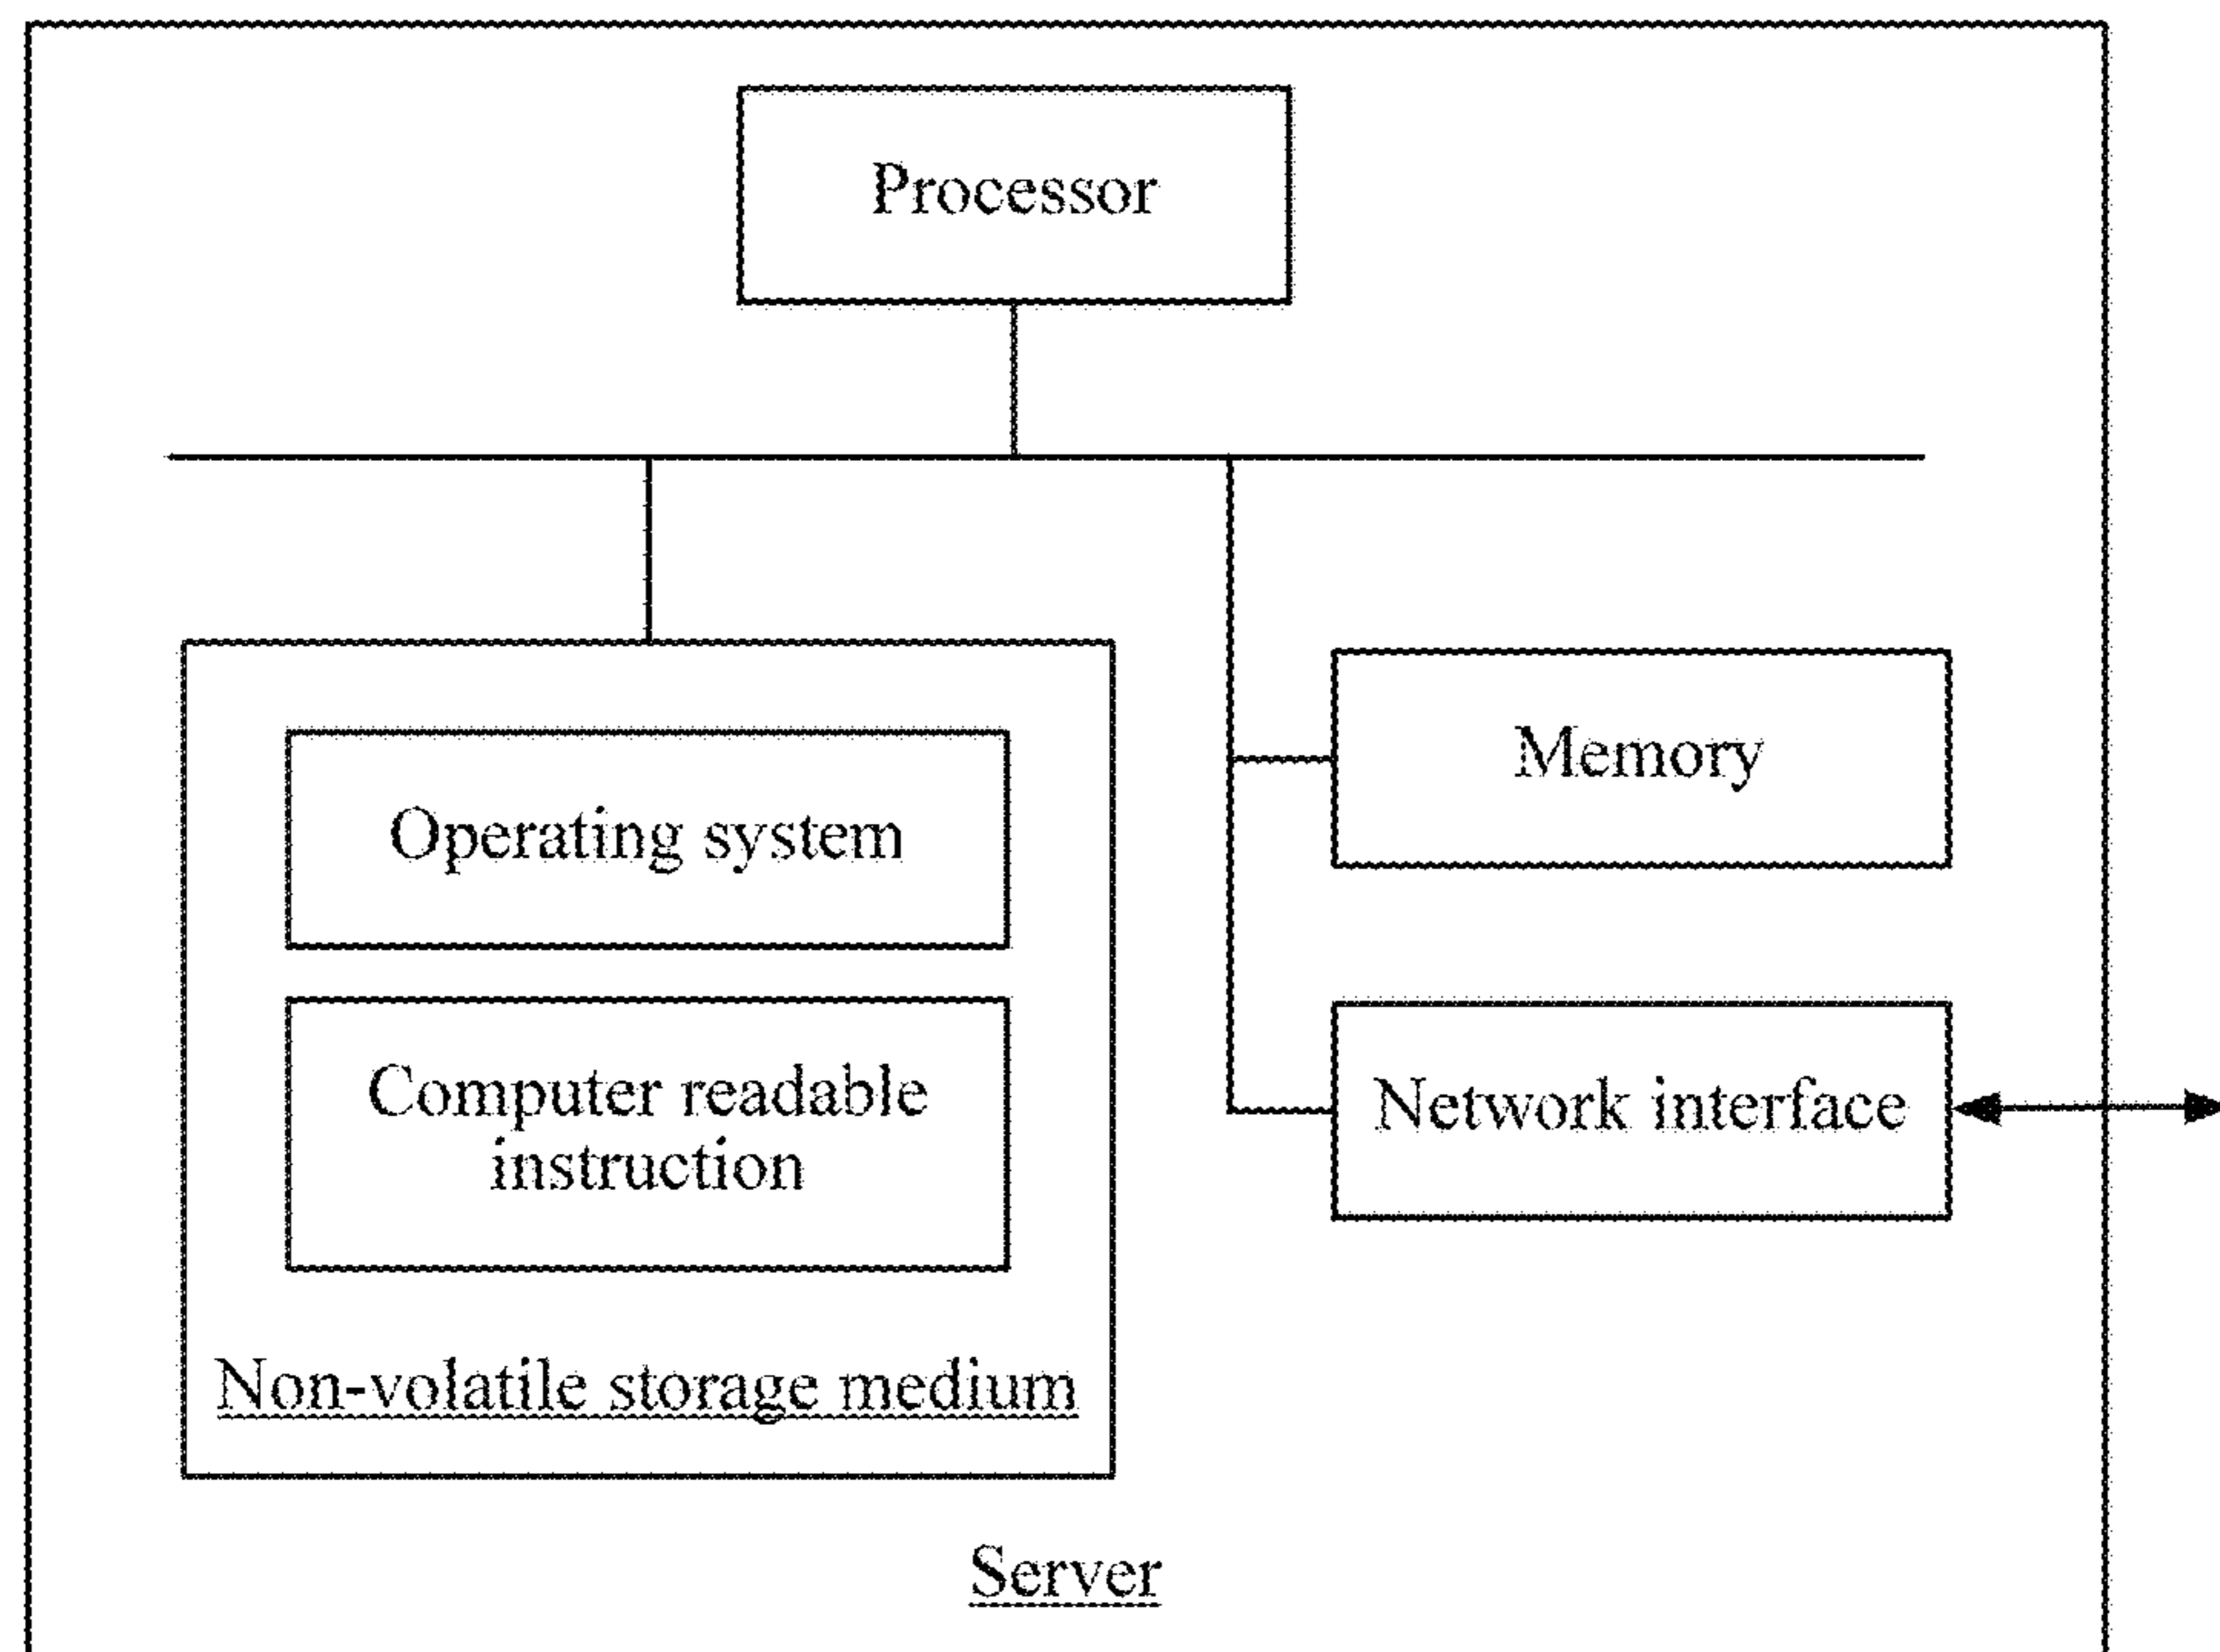 Processor
Operating system
Computer readable
instruction
Non-volatile storage medium
Memory
Network interface
Server